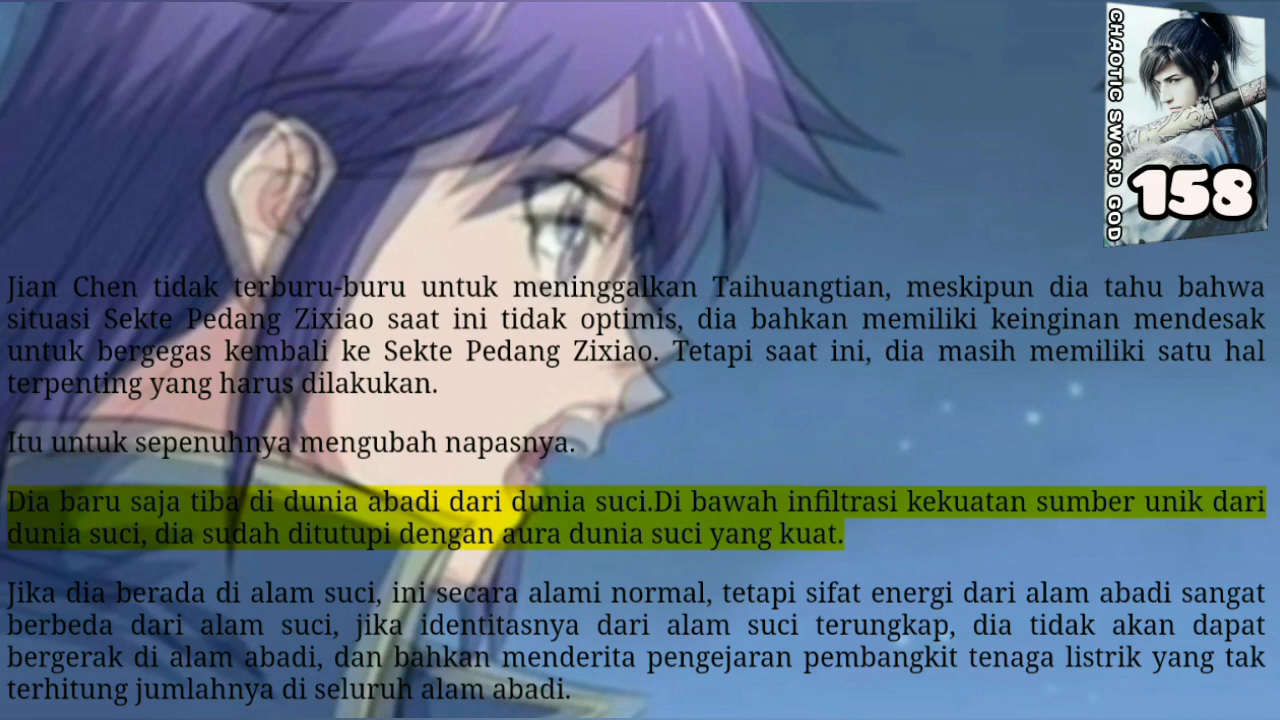 CHAOTIC SWORD GOD
158
Jian Chen tidak terburu-buru untuk meninggalkan Taihuangtian, meskipun dia tahu bahwa
situasi Sekte Pedang Zixiao saat ini tidak optimis, dia bahkan memiliki keinginan mendesak
untuk bergegas kembali ke Sekte Pedang Zixiao. Tetapi saat ini, dia masih memiliki satu hal
terpenting yang harus dilakukan.
Itu untuk sepenuhnya mengubah napasnya.
Dia baru saja tiba di dunia abadi dari dunia suci.Di bawah infiltrasi kekuatan sumber unik dari
dunia suci, dia sudah ditutupi dengan aura dunia suci yang kuat.
Jika dia berada di alam suci, ini secara alami normal, tetapi sifat energi dari alam abadi sangat
berbeda dari alam suci, jika identitasnya dari alam suci terungkap, dia tidak akan dapat
bergerak di alam abadi, dan bahkan menderita pengejaran pembangkit tenaga listrik yang tak
terhitung jumlahnya di seluruh alam abadi.